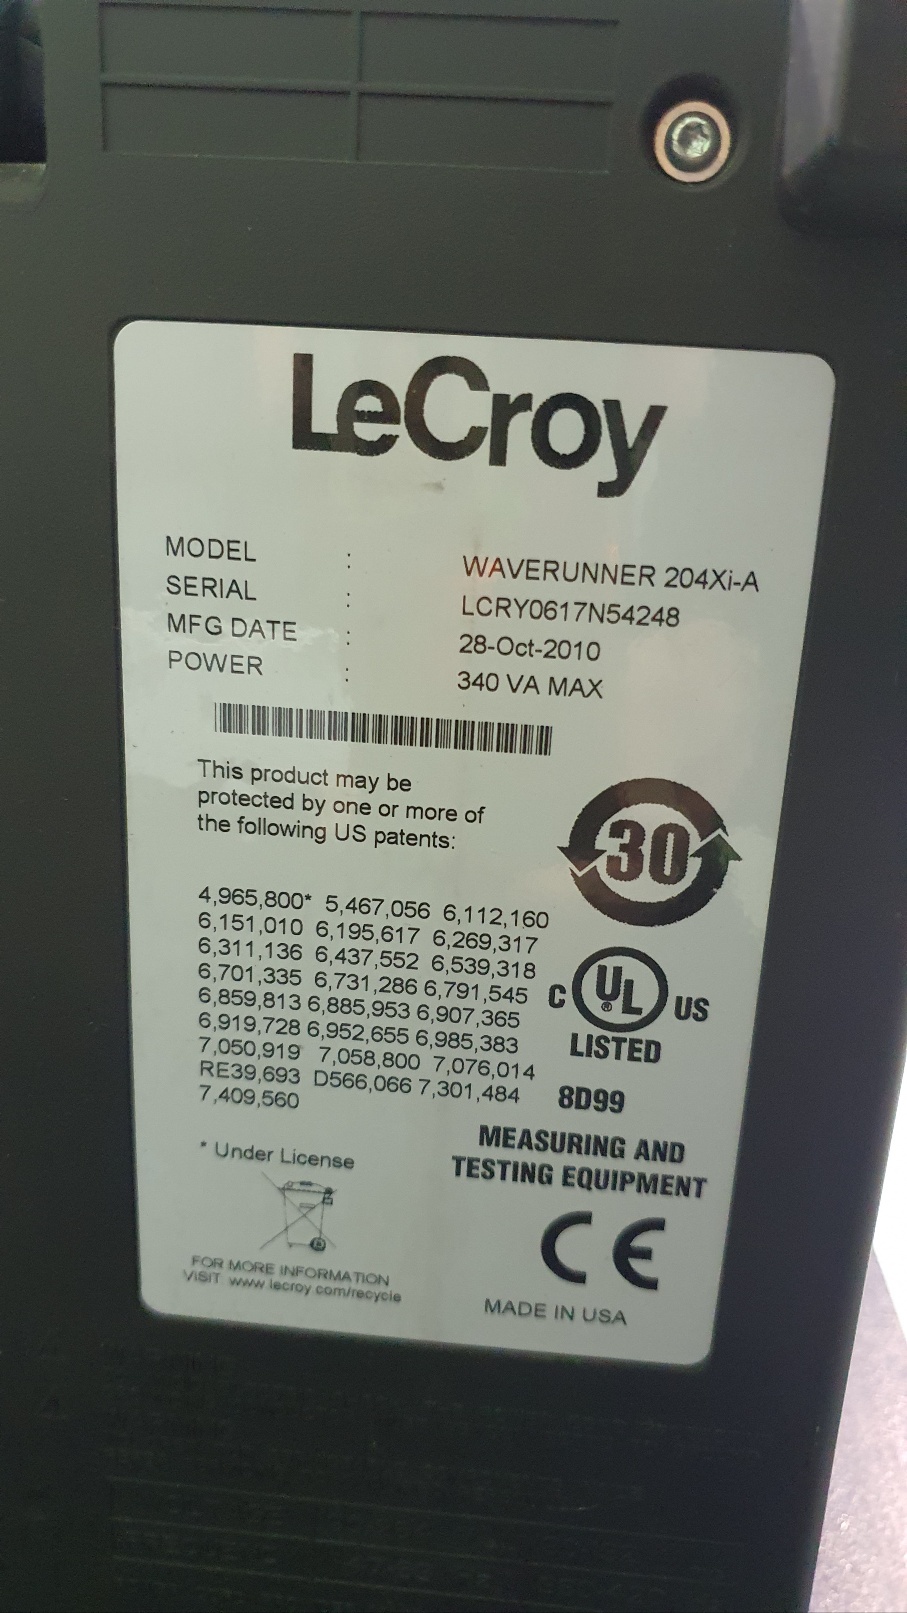 LeCroy
MODEL : WAVERUNNER 204Xi-A
SERIAL : LCRY0617N54248
MFG DATE : 28-Oct-2010
POWER : 340 VA MAX
This product may be
protected by one or more of
the following US patents:
30
4,965,800* 5,467,056 6,112,160
6,151,010 6,195,617 6,269,317
6,311,136 6,437,552 6,539,318
6,701,335 6,731,286 6,791,545
6,859,813 6,885,953 6,907,365
6,919,728 6,952,655 6,985,383
7,050,919 7,058,800 7,076,014
RE39,693 D566,066 7,301,484
7,409,560
C UL ® US
LISTED
8D99
MEASURING AND
TESTING EQUIPMENT
* Under License
FOR MORE INFORMATION
VISIT www.lecroy.com/recycle
CE
MADE IN USA